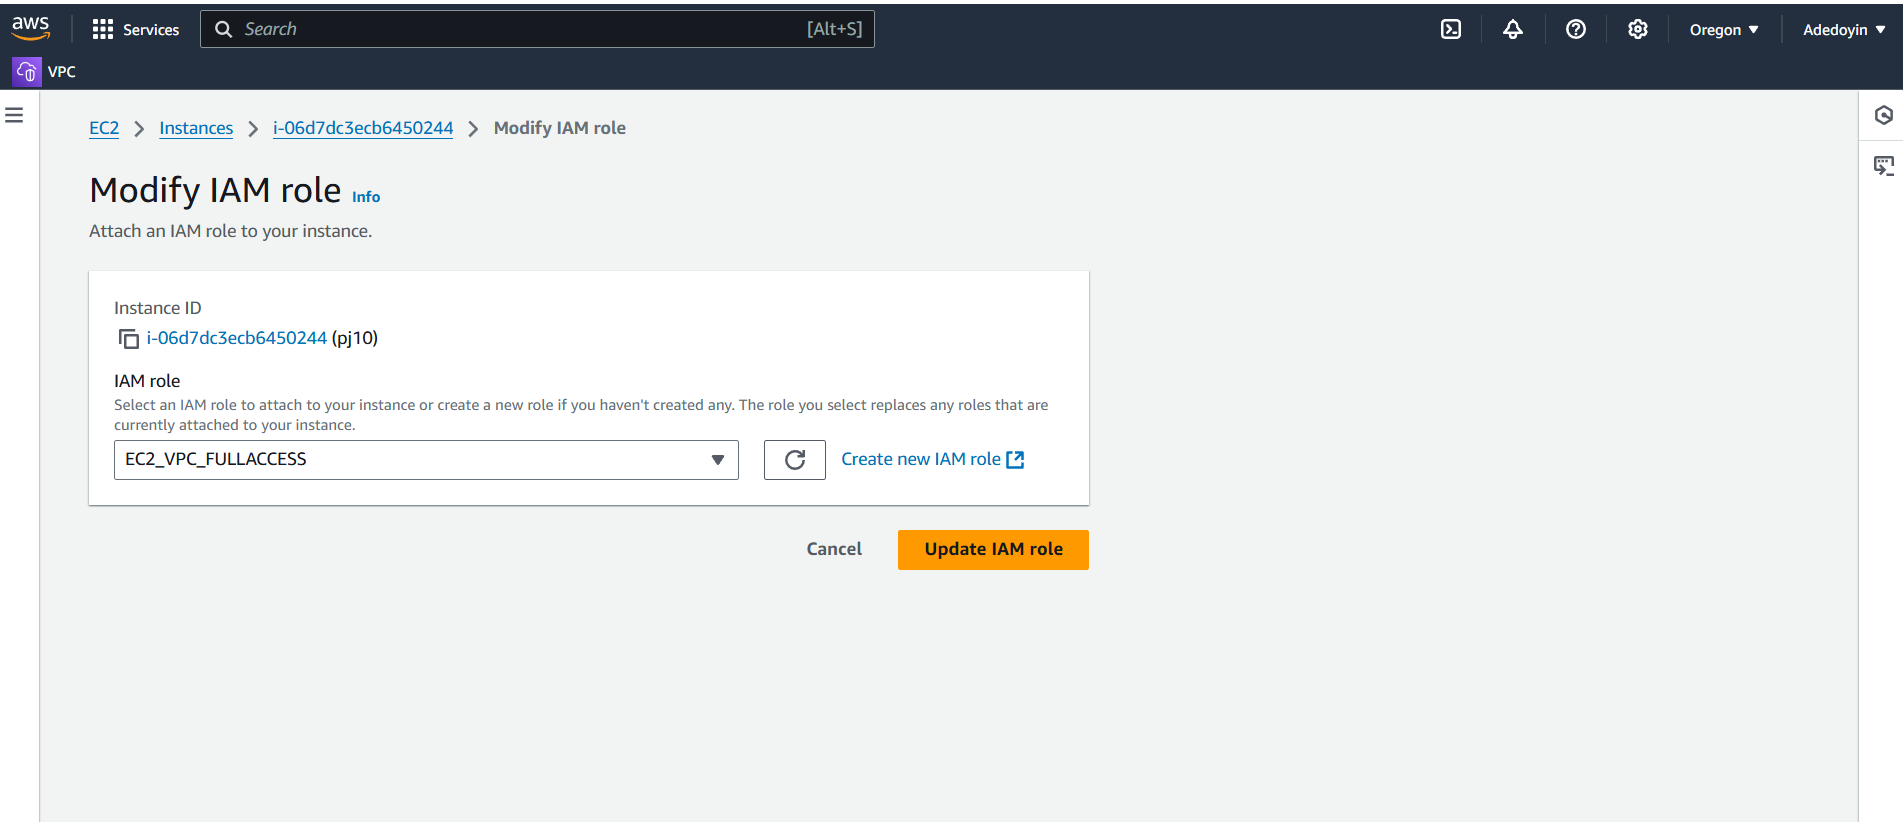 aws
Services
Search
[Alt+S]
Oregon
Adedoyin
VPC
EC2 > Instances > i-06d7dc3ecb6450244 > Modify IAM role
Modify IAM role Info
Attach an IAM role to your instance.
Instance ID
i-06d7dc3ecb6450244 (pj10)
IAM role
Select an IAM role to attach to your instance or create a new role if you haven't created any. The role you select replaces any roles that are
currently attached to your instance.
EC2_VPC_FULLACCESS
Create new IAM role
Cancel
Update IAM role